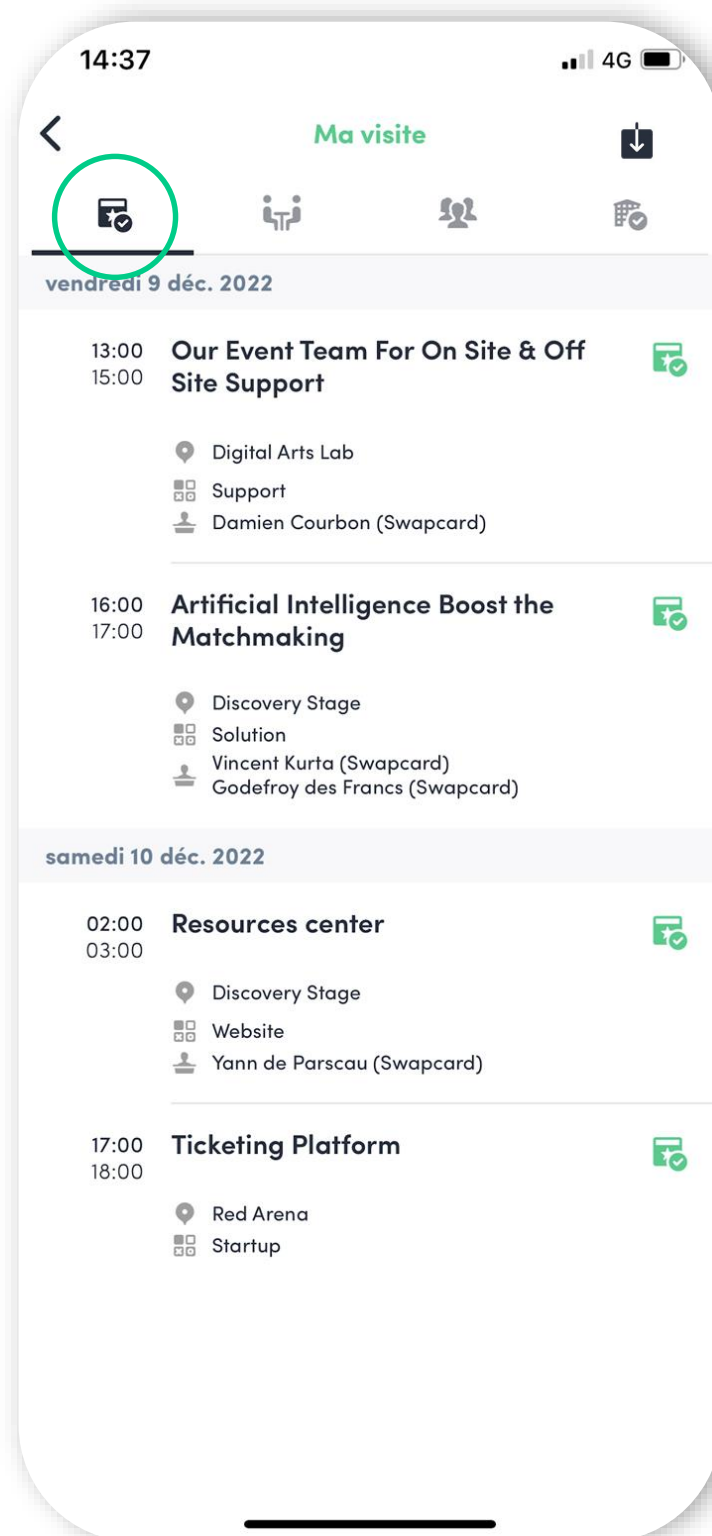 14:37
4G
Ma visite
vendredi 9 déc. 2022
13:00
15:00
Our Event Team For On Site & Off
Site Support
Digital Arts Lab
Support
Damien Courbon (Swapcard)
16:00
17:00
Artificial Intelligence Boost the
Matchmaking
Discovery Stage
Solution
Vincent Kurta (Swapcard)
Godefroy des Francs (Swapcard)
samedi 10 déc. 2022
02:00
03:00
Resources center
Discovery Stage
Website
Yann de Parscau (Swapcard)
17:00
18:00
Ticketing Platform
Red Arena
Startup